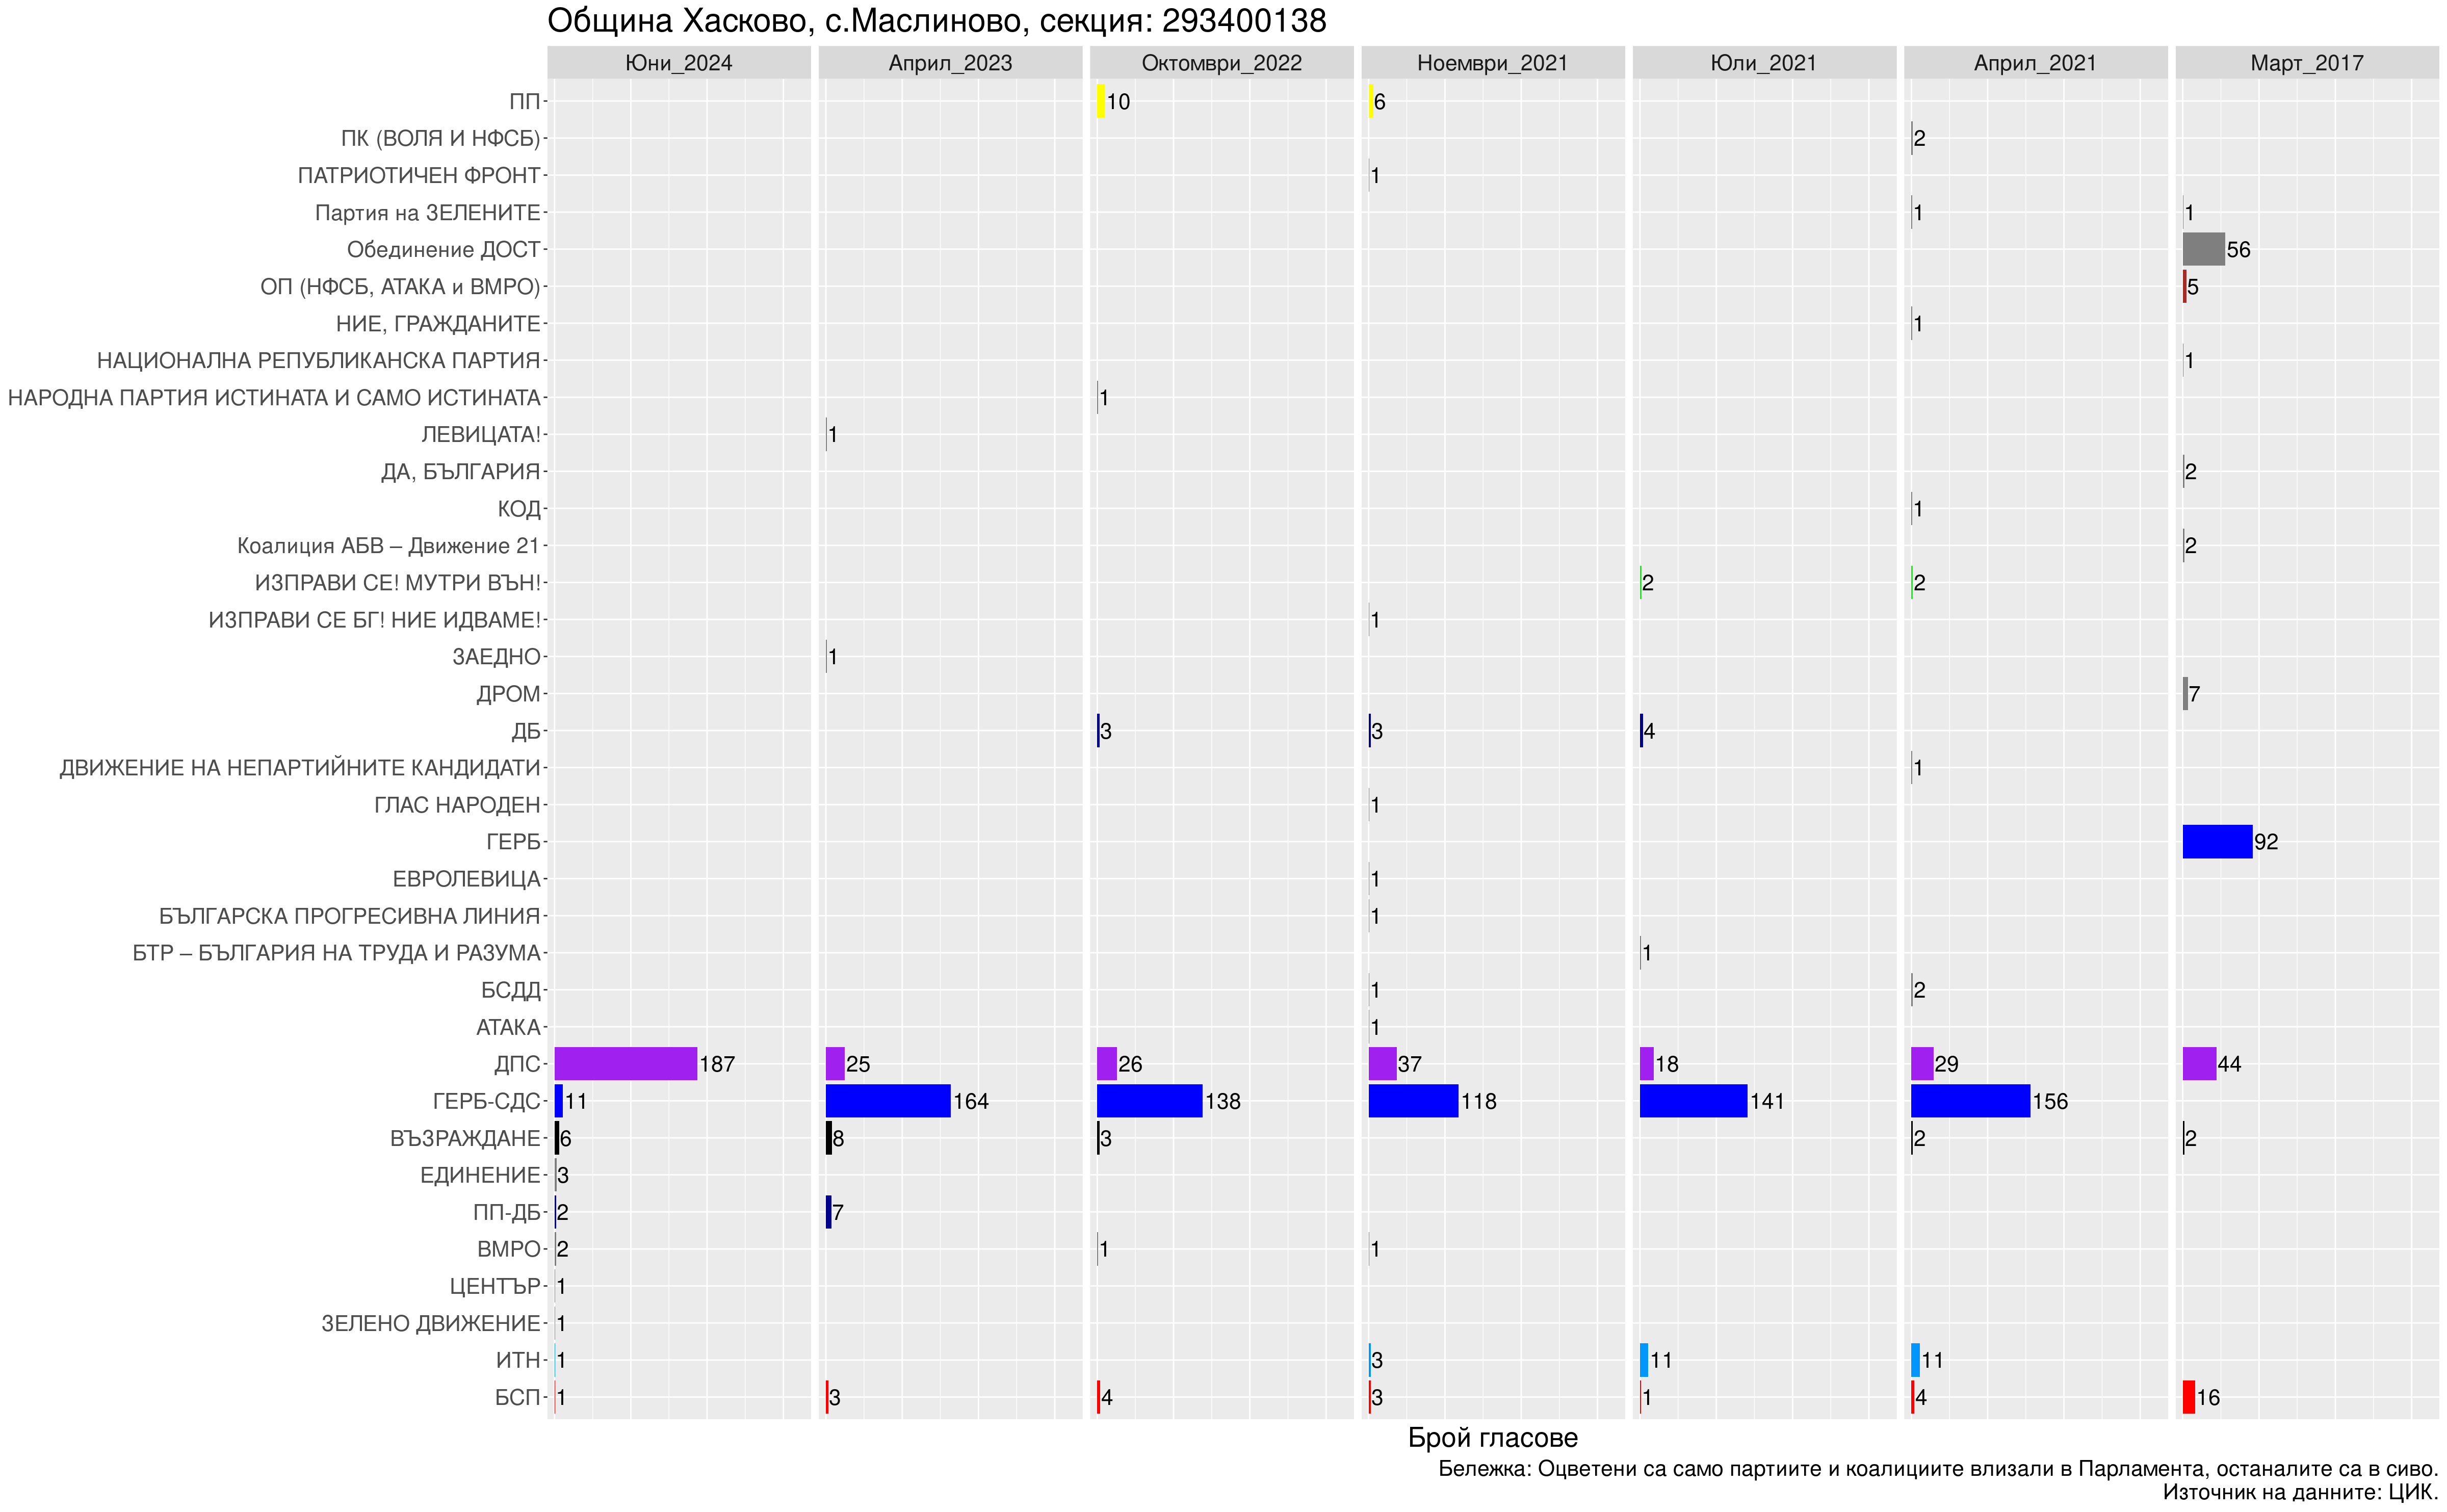 Община Хасково, с.Маслиново, секция: 293400138
Юни_2024 Април_2023 Октомври_2022 Ноември_2021 Юли_2021 Април_2021 Март_2017
ПП 10 6
ПК (ВОЛЯ И НФСБ) 2
ПАТРИОТИЧЕН ФРОНТ 1
Партия на ЗЕЛЕНИТЕ 1 1
Обединение ДОСТ 56
ОП (НФСБ, АТАКА и ВМРО) 5
НИЕ, ГРАЖДАНИТЕ 1
НАЦИОНАЛНА РЕПУБЛИКАНСКА ПАРТИЯ 1
НАРОДНА ПАРТИЯ ИСТИНАТА И САМО ИСТИНАТА 1
ЛЕВИЦАТА! 1
ДА, БЪЛГАРИЯ 2
КОД 1
Коалиция АБВ – Движение 21 2
ИЗПРАВИ СЕ! МУТРИ ВЪН! 2 2
ИЗПРАВИ СЕ БГ! НИЕ ИДВАМЕ! 1
ЗАЕДНО 1
ДРОМ 7
ДБ 3 3 4
ДВИЖЕНИЕ НА НЕПАРТИЙНИТЕ КАНДИДАТИ 1
ГЛАС НАРОДЕН 1
ГЕРБ 92
ЕВРОЛЕВИЦА 1
БЪЛГАРСКА ПРОГРЕСИВНА ЛИНИЯ 1
БТР – БЪЛГАРИЯ НА ТРУДА И РАЗУМА 1
БСДД 1 2
АТАКА 1
ДПС 187 25 26 37 18 29 44
ГЕРБ-СДС 11 164 138 118 141 156
ВЪЗРАЖДАНЕ 6 8 3 2 2
ЕДИНЕНИЕ 3
ПП-ДБ 2 7
ВМРО 2 1 1
ЦЕНТЪР 1
ЗЕЛЕНО ДВИЖЕНИЕ 1
ИТН 1 3 11 11
БСП 1 3 4 3 1 4 16
Брой гласове
Бележка: Оцветени са само партиите и коалициите влизали в Парламента, останалите са в сиво.
Източник на данните: ЦИК.